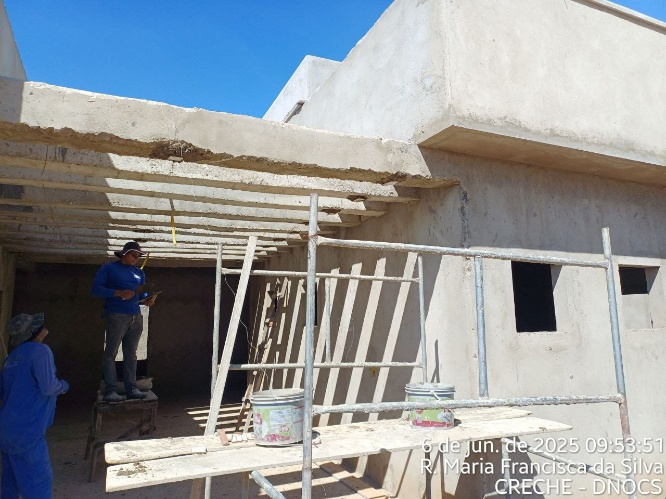 6 de jun. de 2025 09:53:51
R. Maria Francisca da Silva
CRECHE - DNOCS